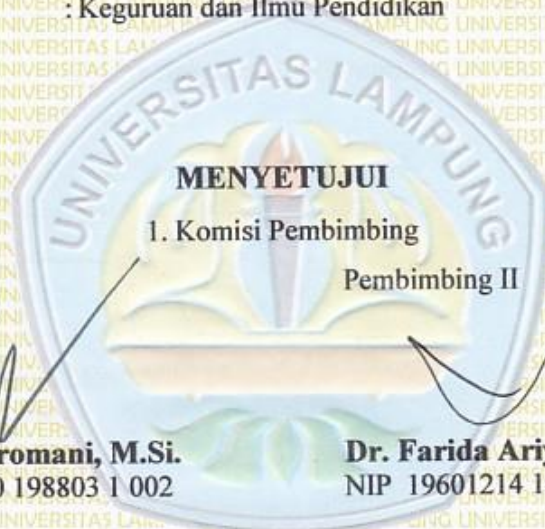 : Keguruan dan Ilmu Pendidikan
UNIVERSITAS LAMPUNG
MENYETUJUI
1. Komisi Pembimbing
Pembimbing II
romani, M.Si.
198803 1 002
Dr. Farida Ariy
NIP 19601214 1